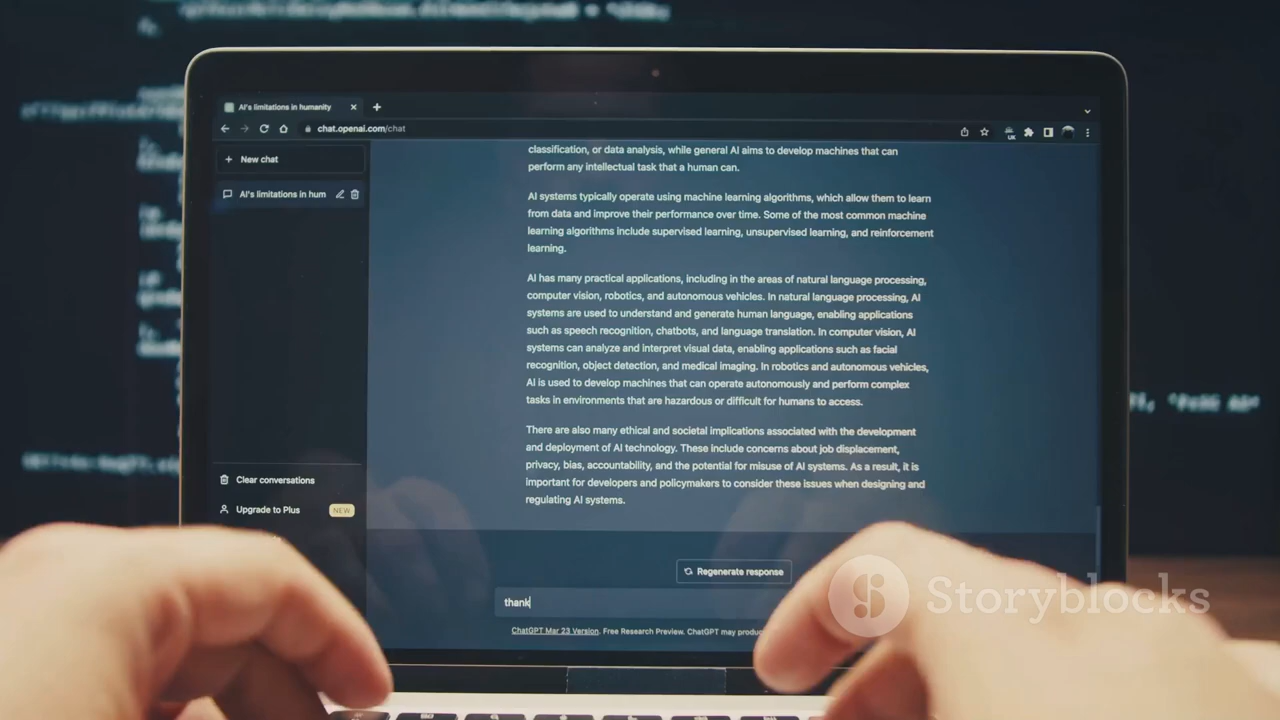 AI's limitations in humanity
chat.openai.com/chat
UK
New chat
AI's limitations in hum
classification, or data analysis, while general AI aims to develop machines that can
perform any intellectual task that a human can.
AI systems typically operate using machine learning algorithms, which allow them to learn
from data and improve their performance over time. Some of the most common machine
learning algorithms include supervised learning, unsupervised learning, and reinforcement
learning.
AI has many practical applications, including in the areas of natural language processing,
computer vision, robotics, and autonomous vehicles. In natural language processing, AI
systems are used to understand and generate human language, enabling applications
such as speech recognition, chatbots, and language translation. In computer vision, AI
systems can analyze and interpret visual data, enabling applications such as facial
recognition, object detection, and medical imaging. In robotics and autonomous vehicles,
AI is used to develop machines that can operate autonomously and perform complex
tasks in environments that are hazardous or difficult for humans to access.
There are also many ethical and societal implications associated with the development
and deployment of AI technology. These include concerns about job displacement,
privacy, bias, accountability, and the potential for misuse of AI systems. As a result, it is
important for developers and policymakers to consider these issues when designing and
regulating AI systems.
Clear conversations
Upgrade to Plus NEW
Regenerate response
thank
ChatGPT Mar 23 Version. Free Research Preview. ChatGPT may produc
Storyblocks